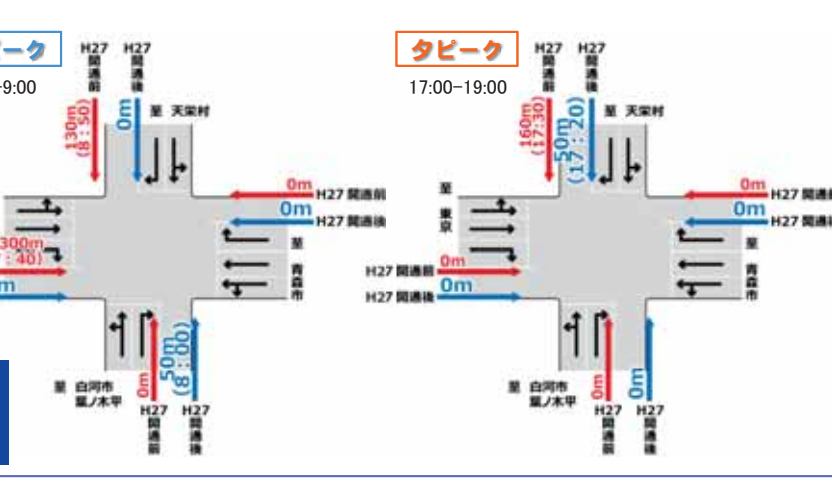 ーク
9:00
H27 開通前
H27 開通後
130m
(8:50)
0m
至 天栄村
0m
H27 開通前
0m
H27 開通後
至 青森市
300m
:40)
m
0m
50m
(8:00)
至 白河市
葉ノ木平
H27 開通前
H27 開通後
夕ピーク
17:00-19:00
H27 開通前
H27 開通後
160m
(17:30)
50m
(17:20)
至 天栄村
至 東京
0m
H27 開通前
0m
H27 開通後
至 青森市
H27 開通前
0m
H27 開通後
0m
0m
0m
至 白河市
葉ノ木平
H27 開通前
H27 開通後